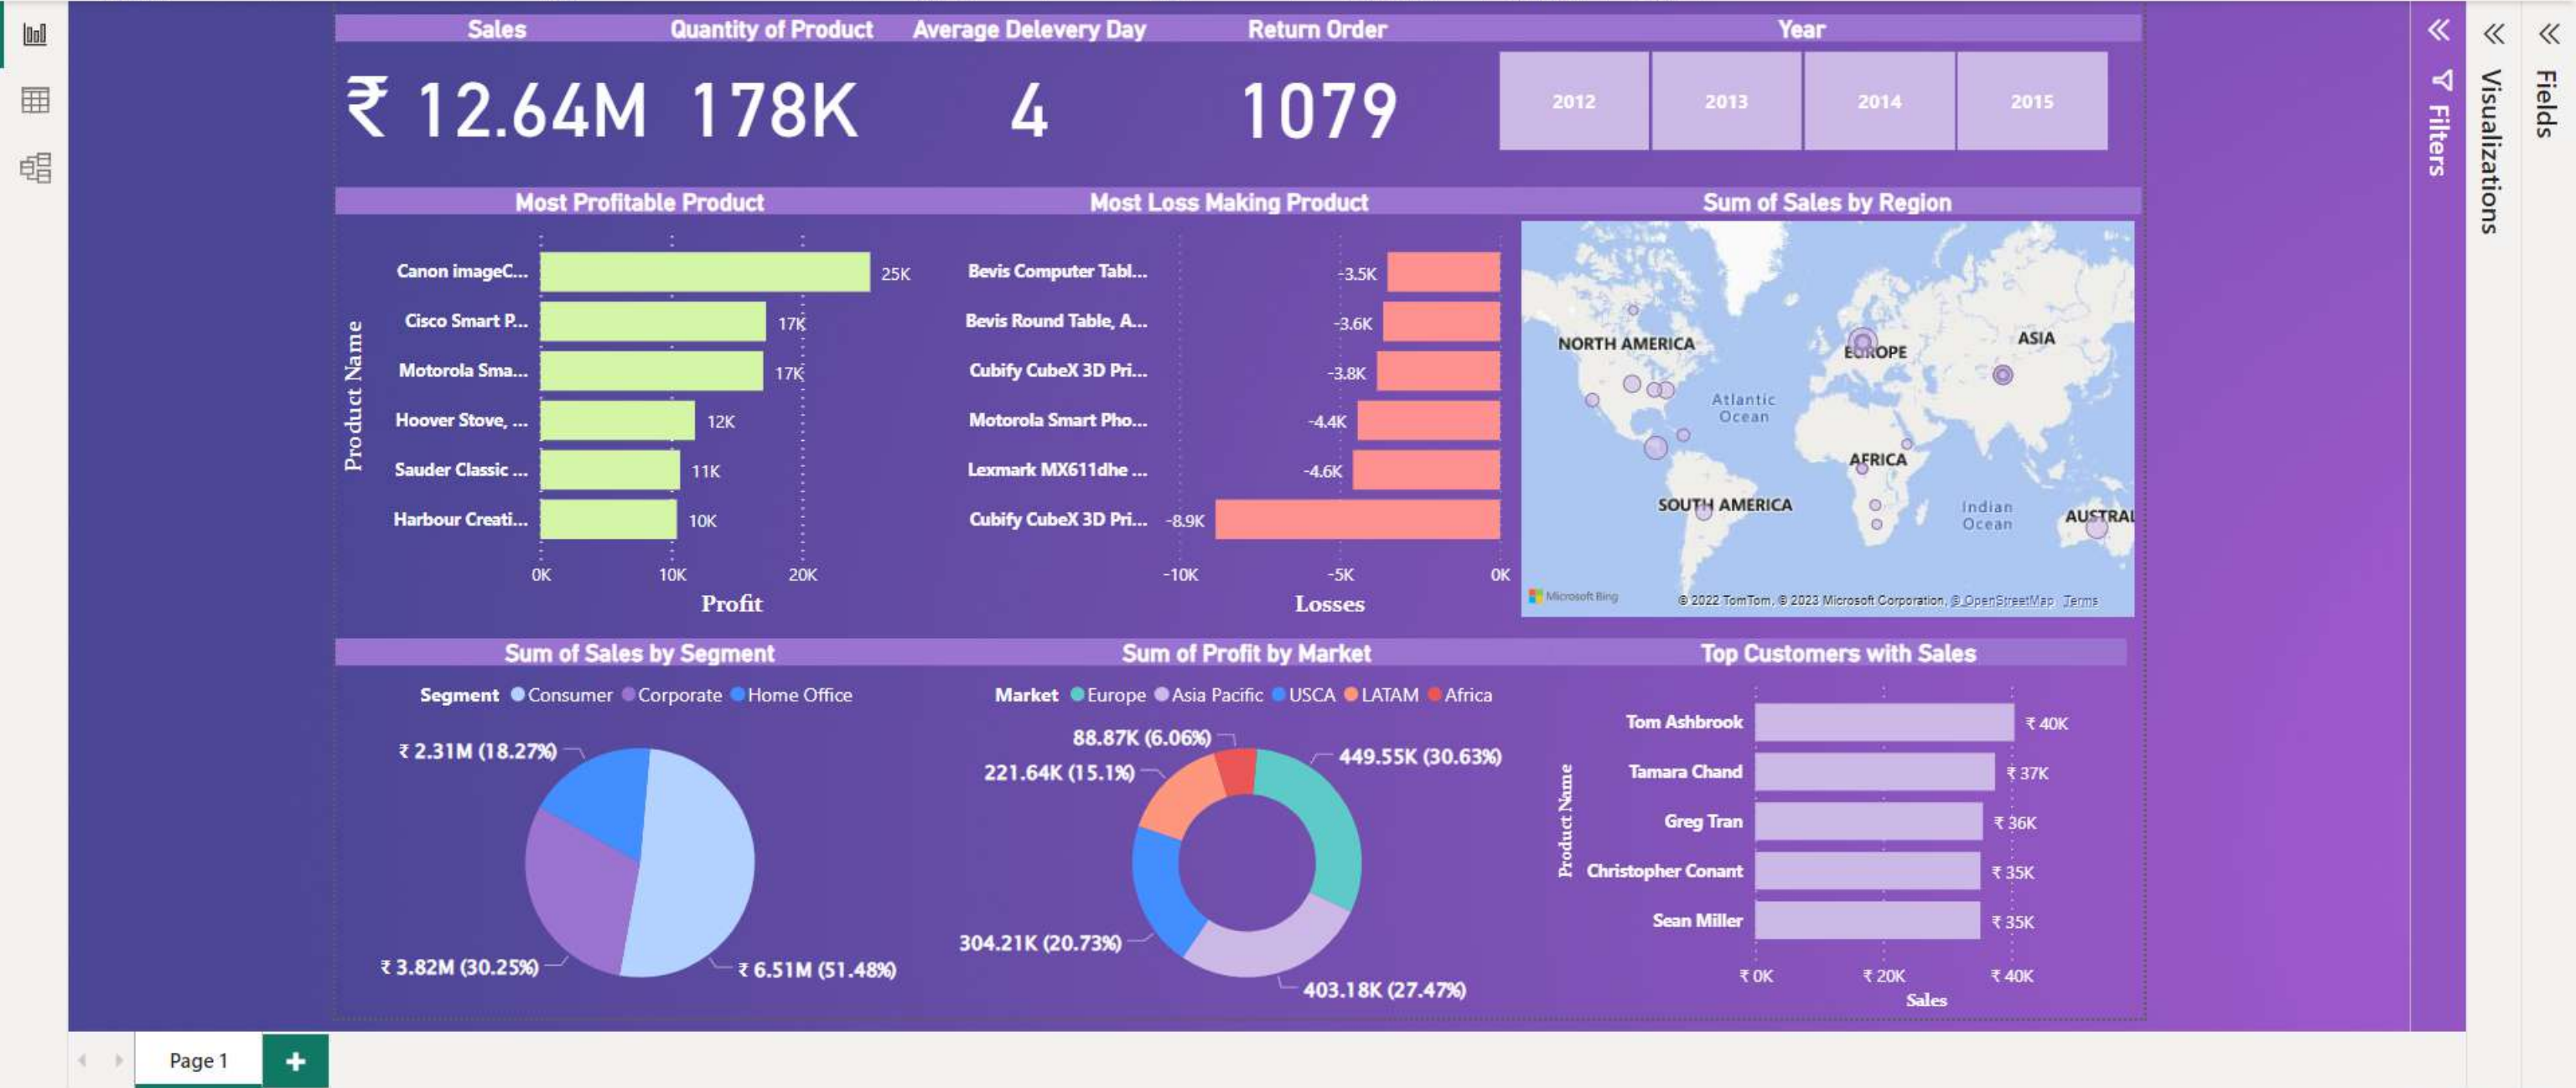 Sales
Quantity of Product
Average Delevery Day
Return Order
Year
₹ 12.64M
178K
4
1079
2012
2013
2014
2015
Most Profitable Product
Product Name
Canon imageC...
25K
Cisco Smart P...
17K
Motorola Sma...
17K
Hoover Stove, ...
12K
Sauder Classic ...
11K
Harbour Creati...
10K
0K
10K
20K
Profit
Most Loss Making Product
Bevis Computer Tabl...
-3.5K
Bevis Round Table, A...
-3.6K
Cubify CubeX 3D Pri...
-3.8K
Motorola Smart Pho...
-4.4K
Lexmark MX611dhe ...
-4.6K
Cubify CubeX 3D Pri...
-8.9K
-10K
-5K
0K
Losses
Sum of Sales by Region
NORTH AMERICA
EUROPE
ASIA
Atlantic
Ocean
AFRICA
SOUTH AMERICA
Indian
Ocean
AUSTRAL
Microsoft Bing
© 2022 TomTom, © 2023 Microsoft Corporation, © OpenStreetMap Terms
Sum of Sales by Segment
Segment Consumer Corporate Home Office
₹ 2.31M (18.27%)
₹ 3.82M (30.25%)
₹ 6.51M (51.48%)
Sum of Profit by Market
Market Europe Asia Pacific USCA LATAM Africa
88.87K (6.06%)
449.55K (30.63%)
221.64K (15.1%)
304.21K (20.73%)
403.18K (27.47%)
Top Customers with Sales
Product Name
Tom Ashbrook
₹ 40K
Tamara Chand
₹ 37K
Greg Tran
₹ 36K
Christopher Conant
₹ 35K
Sean Miller
₹ 35K
₹ 0K
₹ 20K
₹ 40K
Sales
Filters
Visualizations
Fields
Page 1